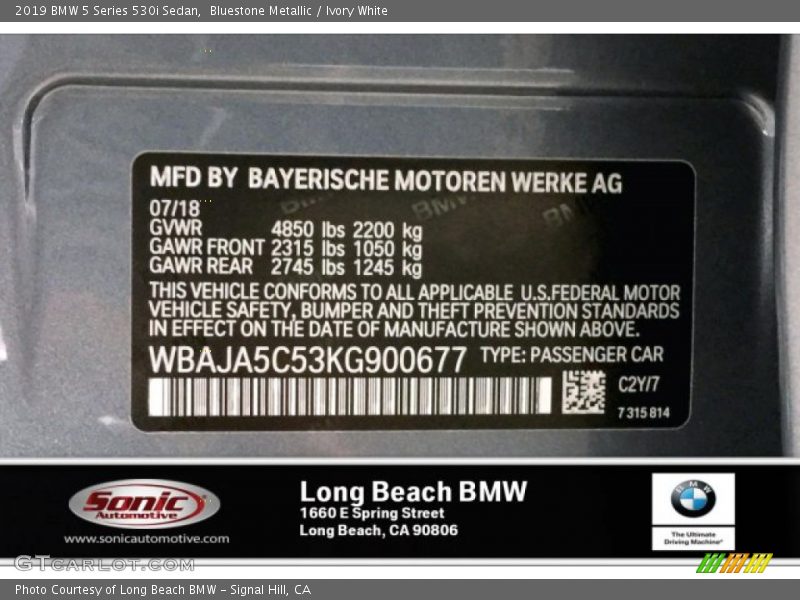 2019 BMW 5 Series 530i Sedan, Bluestone Metallic / Ivory White
MFD BY BAYERISCHE MOTOREN WERKE AG
07/18
GVWR 4850 lbs 2200 kg
GAWR FRONT 2315 lbs 1050 kg
GAWR REAR 2745 lbs 1245 kg
THIS VEHICLE CONFORMS TO ALL APPLICABLE U.S.FEDERAL MOTOR
VEHICLE SAFETY, BUMPER AND THEFT PREVENTION STANDARDS
IN EFFECT ON THE DATE OF MANUFACTURE SHOWN ABOVE.
WBAJA5C53KG900677 TYPE: PASSENGER CAR
C2Y/7
7 315 814
Sonic
Automotive
www.sonicautomotive.com
Long Beach BMW
1660 E Spring Street
Long Beach, CA 90806
BMW
The Ultimate
Driving Machine®
GTcarlot.com
Photo Courtesy of Long Beach BMW - Signal Hill, CA